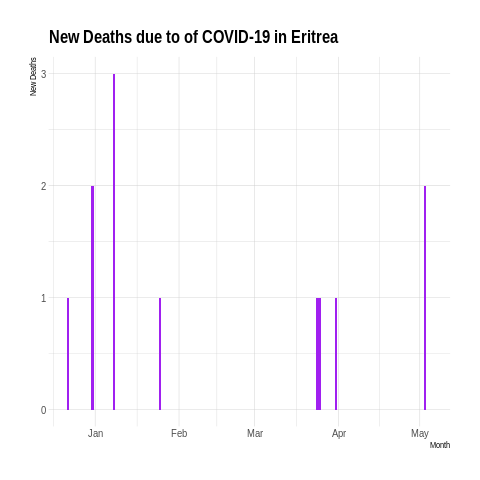 New Deaths due to of COVID-19 in Eritrea
New Deaths
3
2
1
0
Jan Feb Mar Apr May
Month